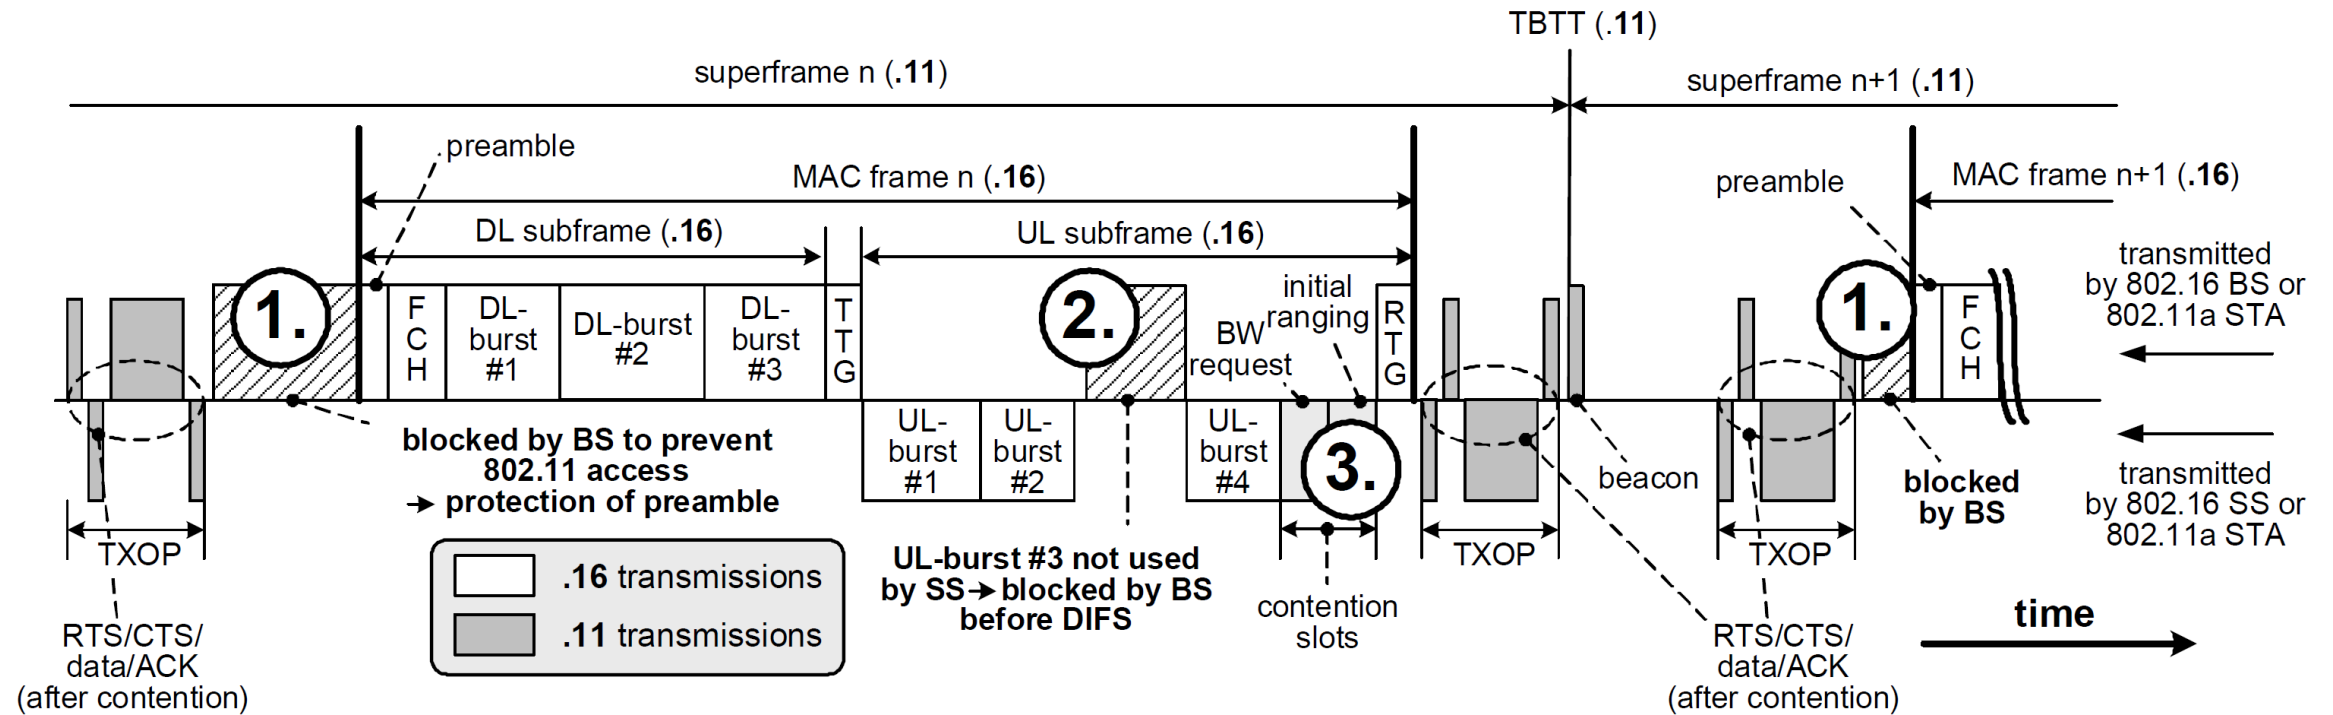 TBTT (.11)
superframe n (.11)
superframe n+1 (.11)
preamble
MAC frame n (.16)
preamble
MAC frame n+1 (.16)
DL subframe (.16)
UL subframe (.16)
transmitted
by 802.16 BS or
802.11a STA
1.
F
C
H
DL-
burst
#1
DL-burst
#2
DL-
burst
#3
T
T
G
2.
BW
request
initial
ranging
R
T
G
1.
F
C
H
UL-
burst
#1
UL-
burst
#2
UL-
burst
#4
3.
blocked by BS to prevent
802.11 access
→ protection of preamble
beacon
blocked
by BS
transmitted
by 802.16 SS or
802.11a STA
TXOP
UL-burst #3 not used
by SS→blocked by BS
before DIFS
contention
slots
TXOP
TXOP
.16 transmissions
.11 transmissions
RTS/CTS/
data/ACK
(after contention)
RTS/CTS/
data/ACK
(after contention)
time